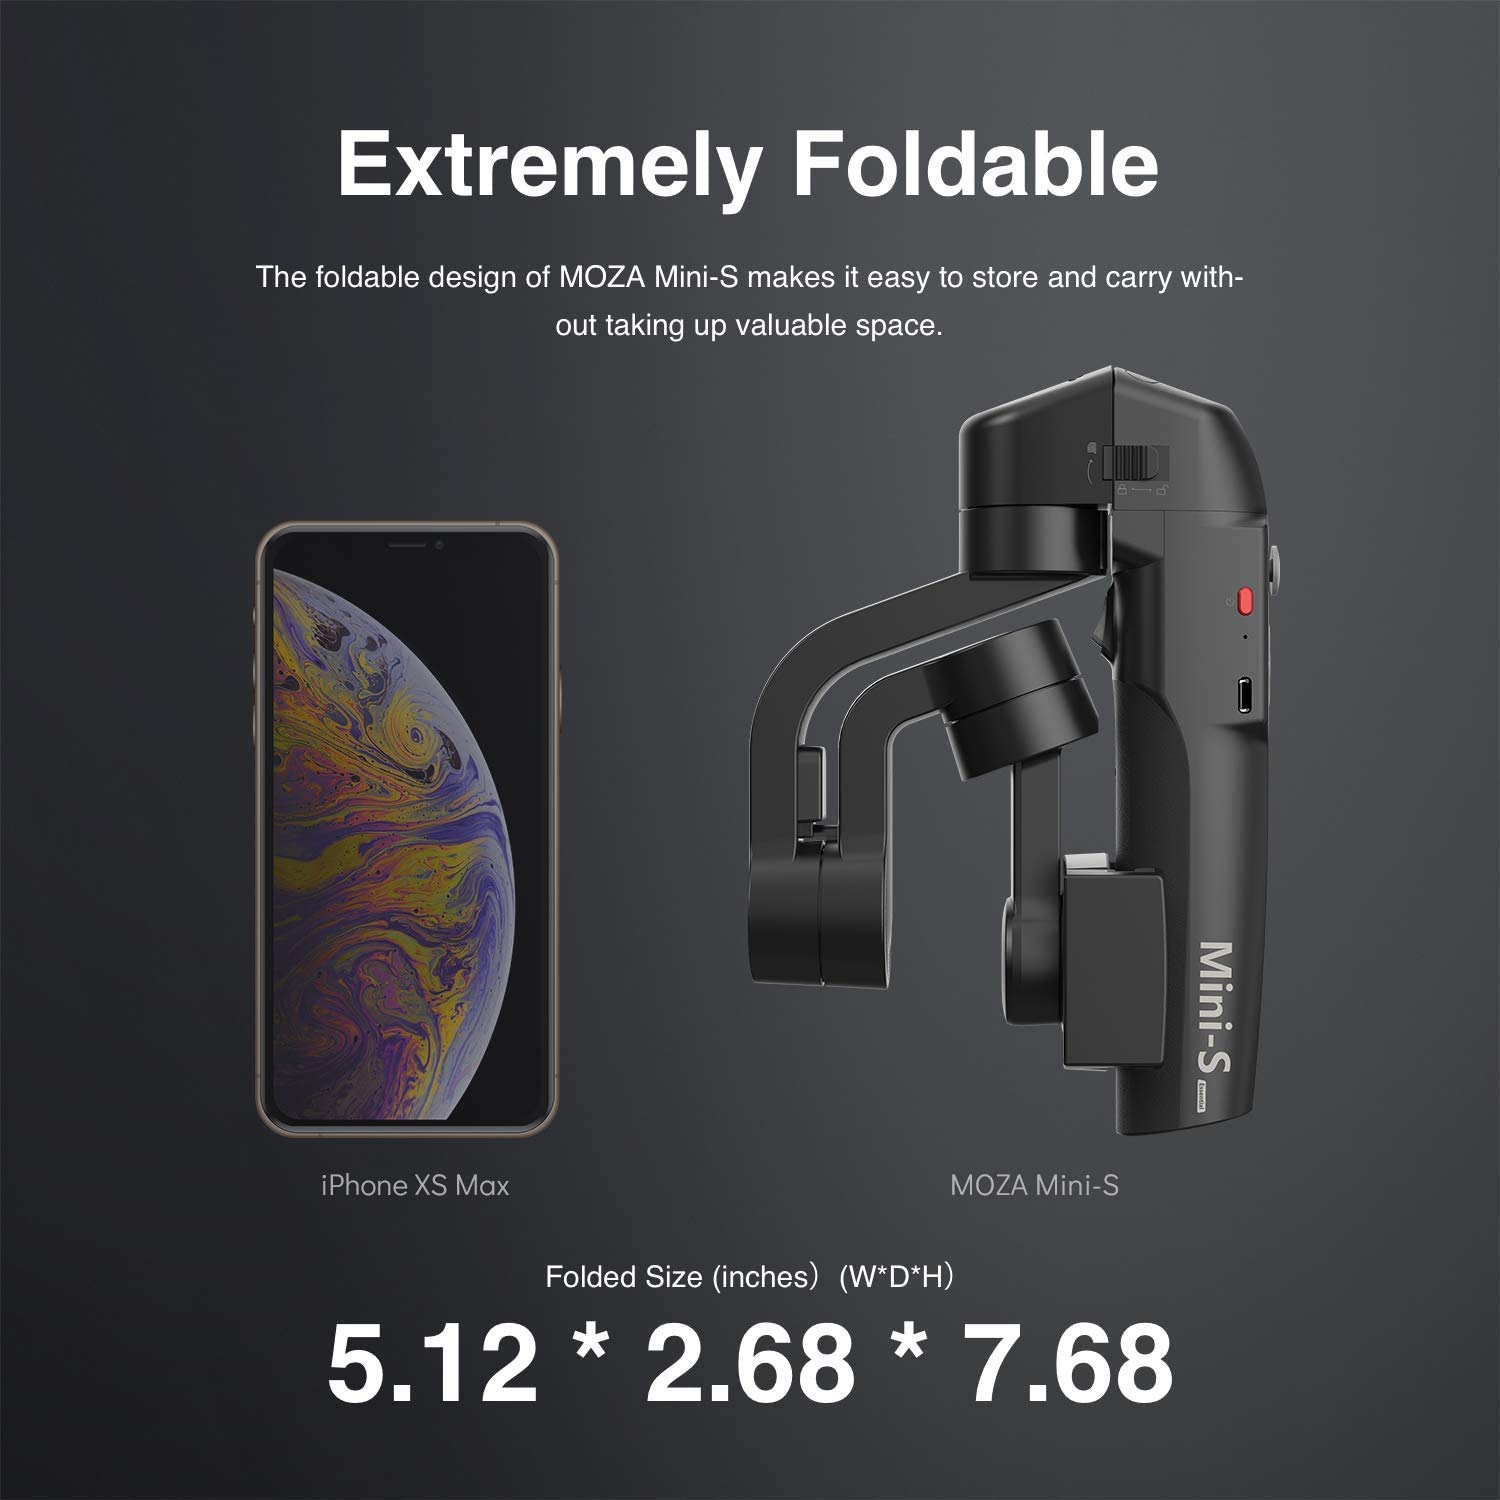 Extremely Foldable
The foldable design of MOZA Mini-S makes it easy to store and carry with-
out taking up valuable space.
Mini-S
Essential
iPhone XS Max
MOZA Mini-S
Folded Size (inches）(W*D*H）
5.12 * 2.68 * 7.68